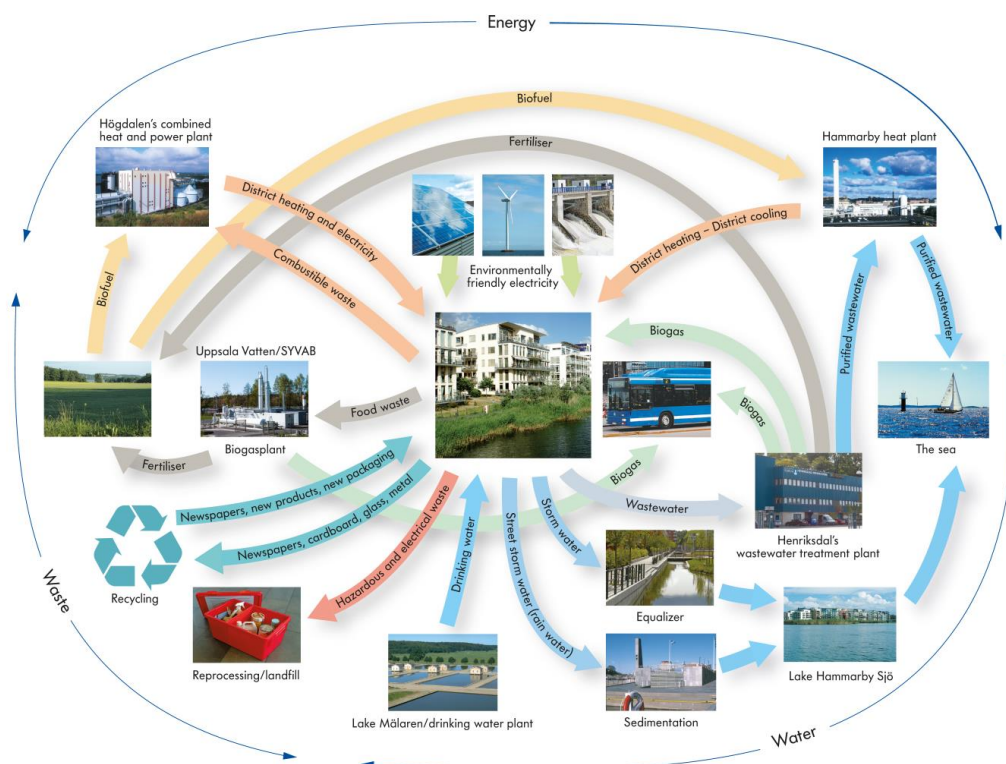 Energy
Biofuel
Högdalen's combined
heat and power plant
Fertiliser
Hammarby heat plant
District heating and electricity
District heating – District cooling
Combustible waste
Environmentally
friendly electricity
Biofuel
Purified wastewater
Purified wastewater
Uppsala Vatten/SYVAB
Biogas
Biogas
Food waste
Fertiliser
Biogasplant
Biogas
The sea
Newspapers, new products, new packaging
Newspapers, cardboard, glass, metal
Wastewater
Henriksdal's
wastewater treatment plant
Storm water
Street storm water (rain water)
Drinking water
Hazardous and electrical waste
Recycling
Waste
Equalizer
Reprocessing/landfill
Lake Hammarby Sjö
Lake Mälaren/drinking water plant
Sedimentation
Water